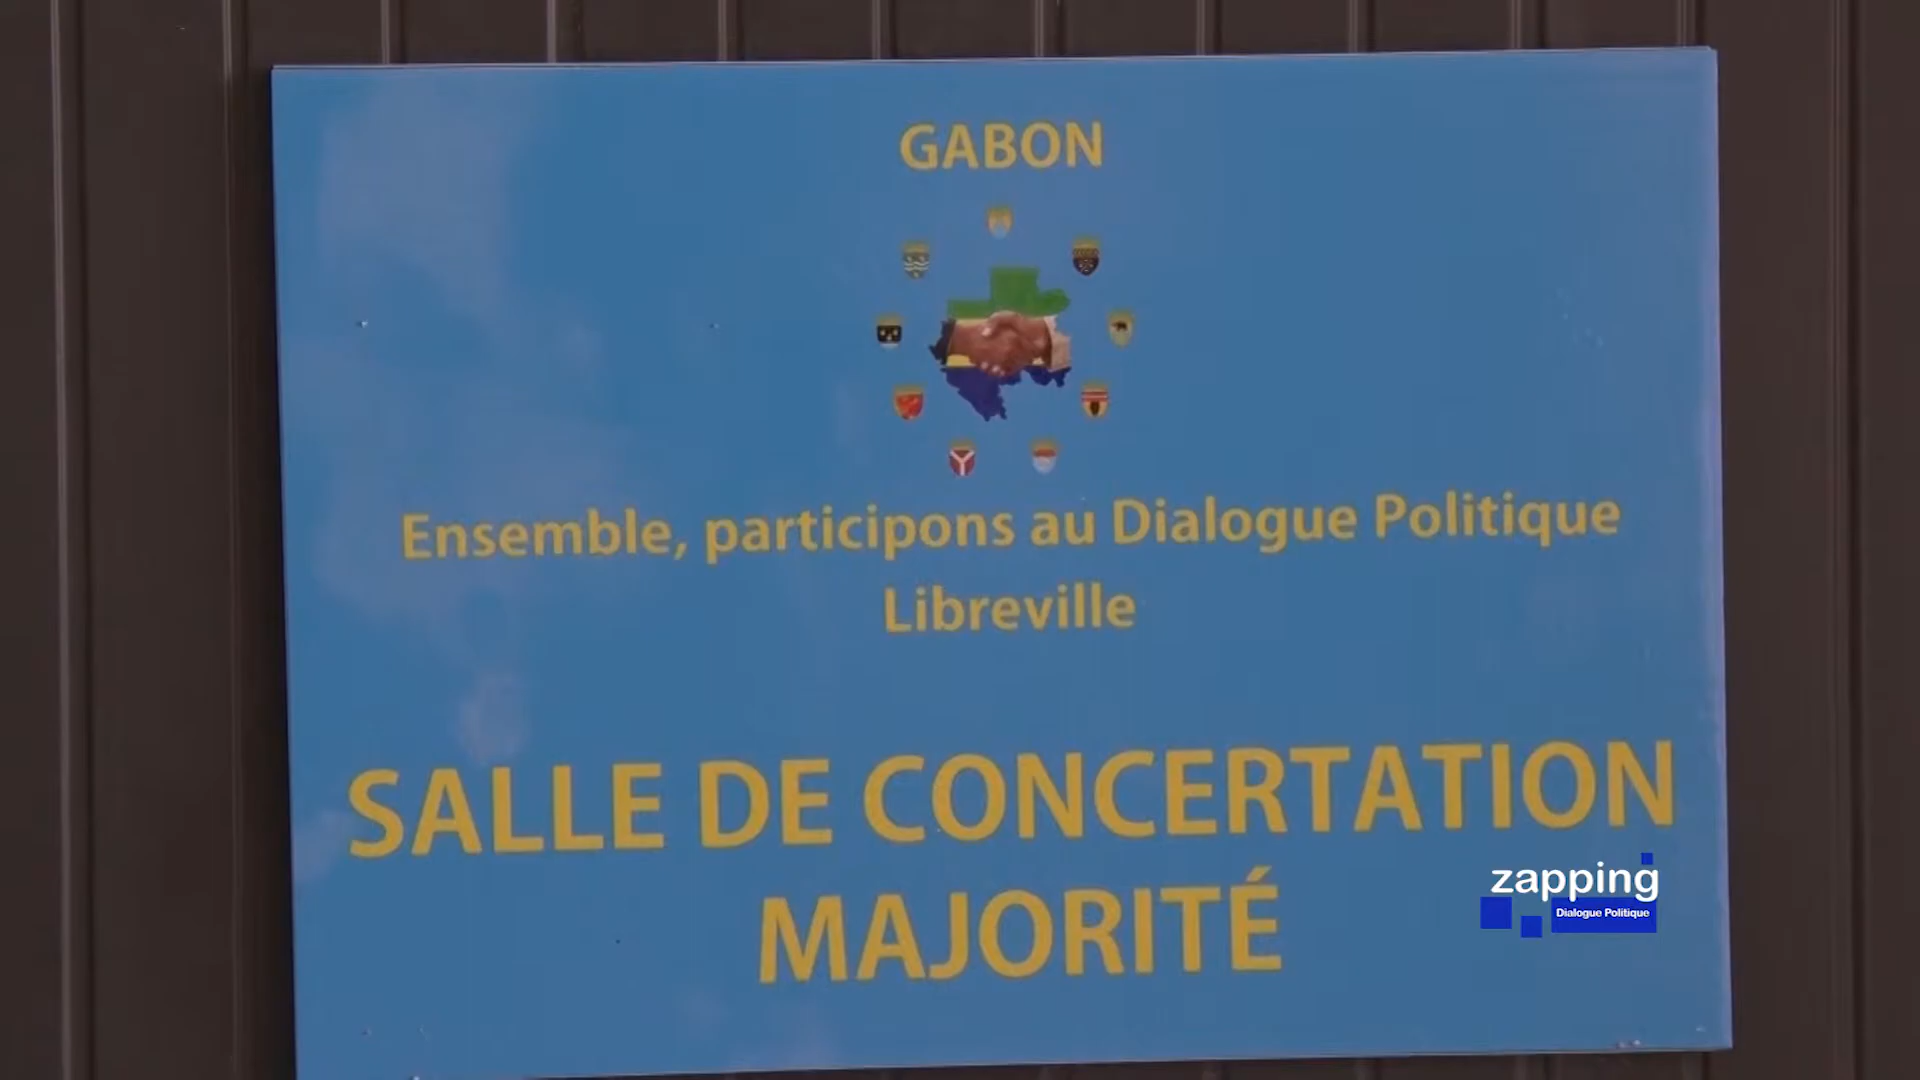 GABON
Ensemble, participons au Dialogue Politique
Libreville
SALLE DE CONCERTATION
MAJORITÉ
zapping
Dialogue Politique